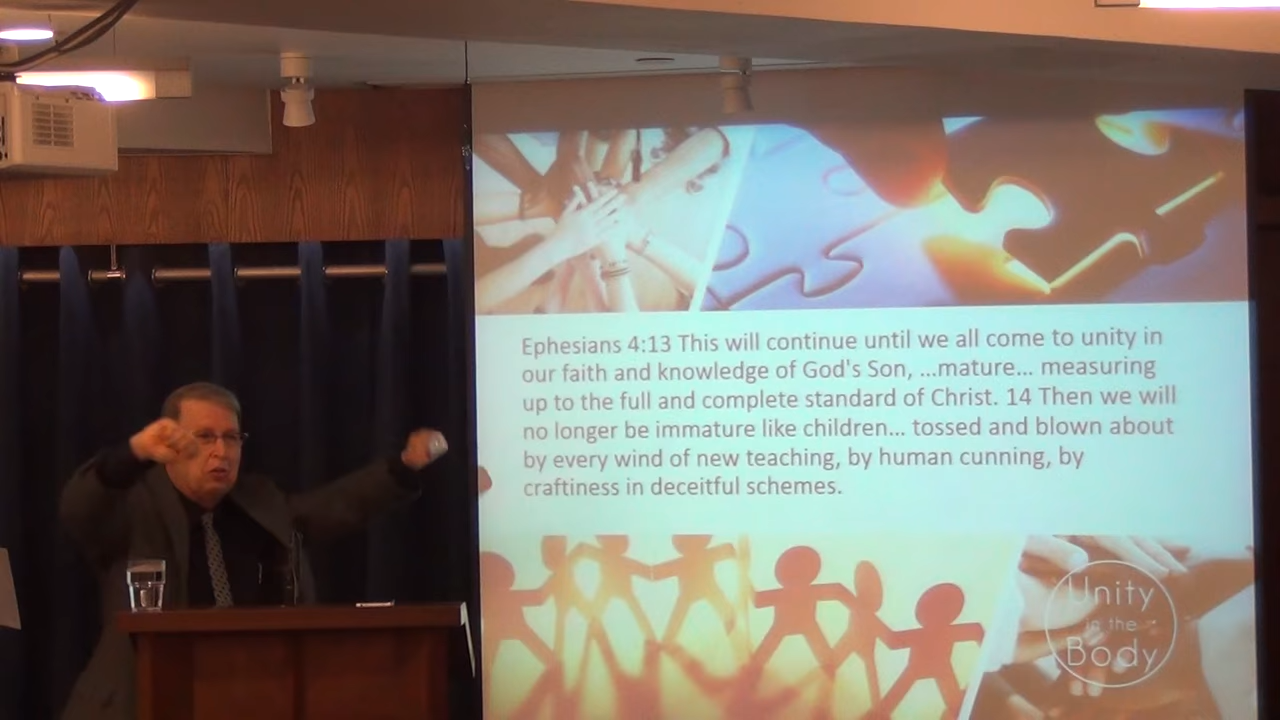 Ephesians 4:13 This will continue until we all come to unity in
our faith and knowledge of God's Son, ...mature... measuring
up to the full and complete standard of Christ. 14 Then we will
no longer be immature like children... tossed and blown about
by every wind of new teaching, by human cunning, by
craftiness in deceitful schemes.
Unity
in the
Body